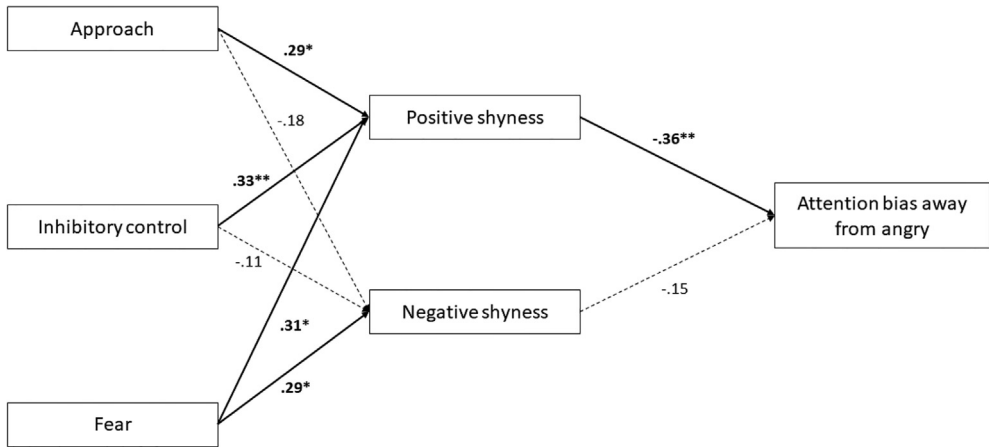 Approach
.29*
Positive shyness
-.18
-.36**
.33**
Inhibitory control
Attention bias away
from angry
-.11
-.15
Negative shyness
.31*
.29*
Fear